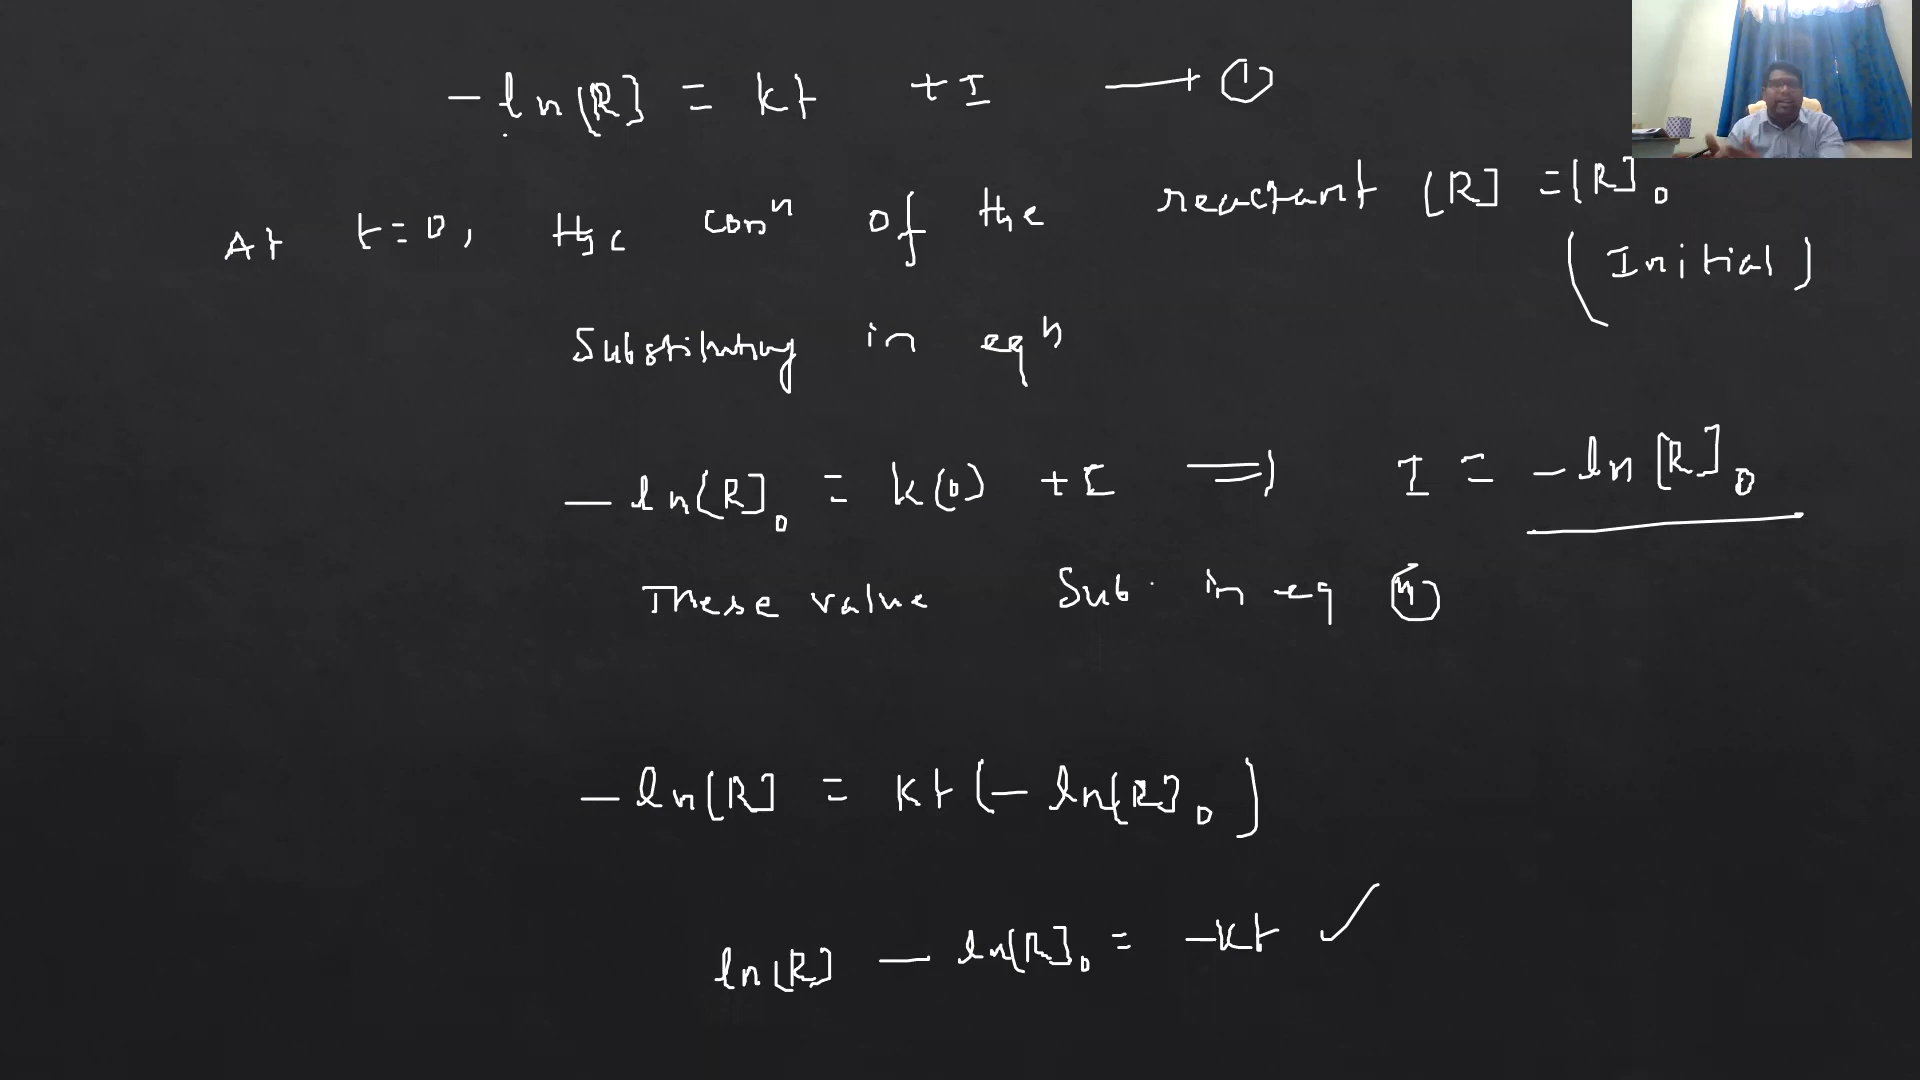 -ln[R] = kt + I → ①
At t=0, the conⁿ of the reactant [R] = [R]₀
(Initial)
Substituting in eqⁿ
-ln[R]₀ = k(0) + I ⟹ I = -ln[R]₀
These value Sub. in eq
-ln[R] = kt(-ln[R]₀)
ln[R] - ln[R]₀ = -kt ✓